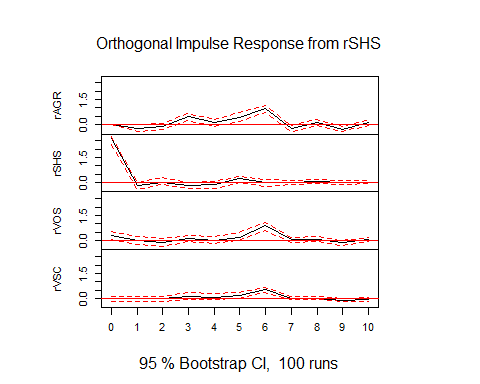 Orthogonal Impulse Response from rSHS
rAGR
0.0 1.5
rSHS
0.0 1.5
rVOS
0.0 1.5
rVSC
0.0 1.5
0 1 2 3 4 5 6 7 8 9 10
95 % Bootstrap CI, 100 runs